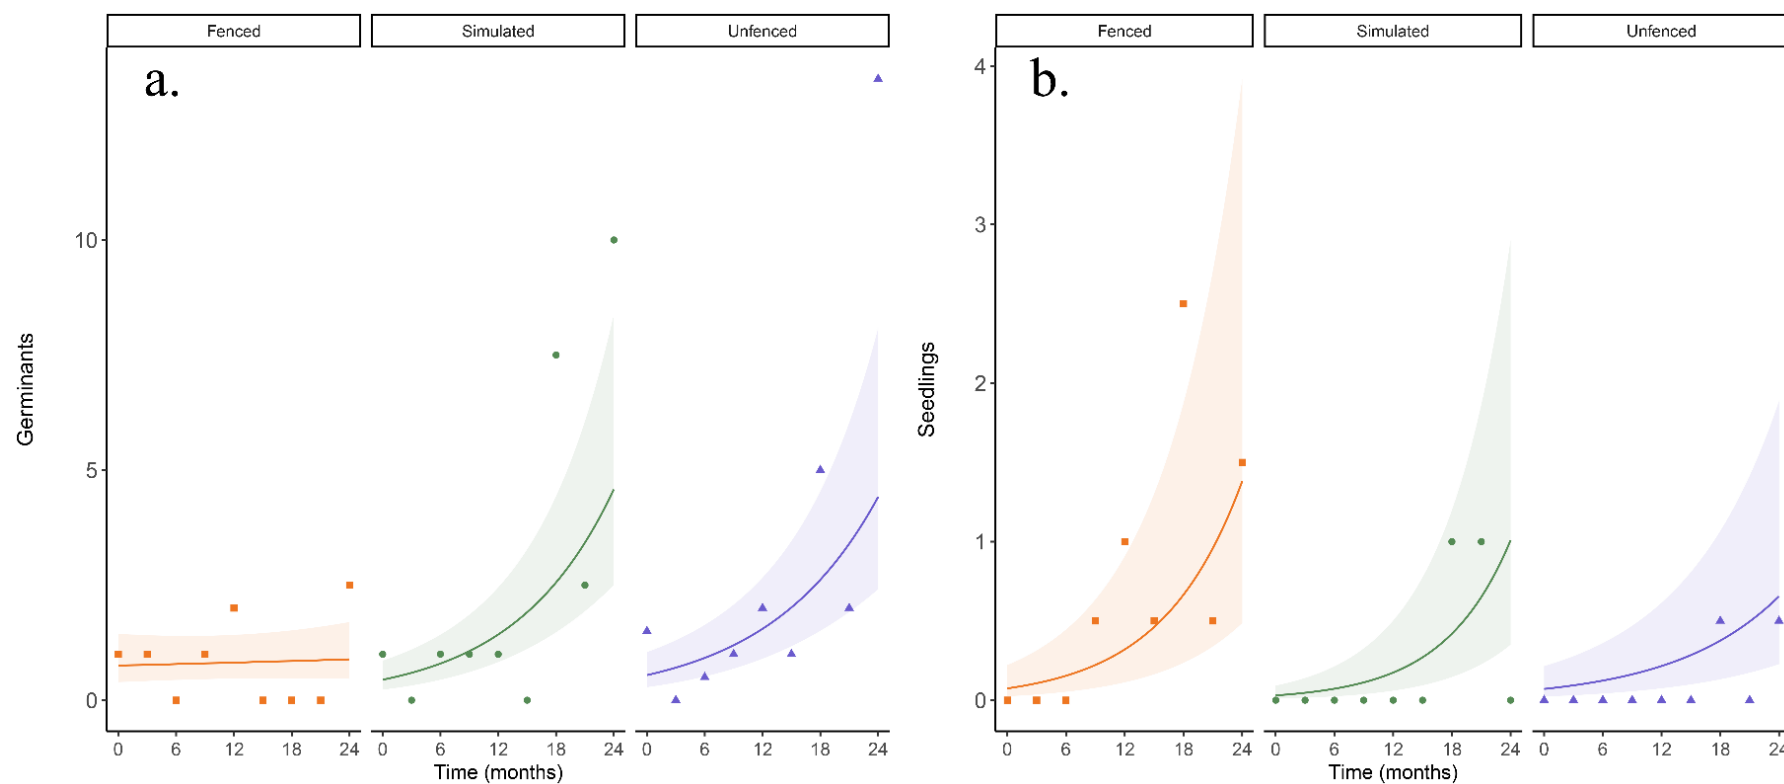 Fenced Simulated Unfenced
a.
10
5
0
Germinants
0 6 12 18 24 0 6 12 18 24 0 6 12 18 24
Time (months)
Fenced Simulated Unfenced
b.
4
3
2
1
0
Seedlings
0 6 12 18 24 0 6 12 18 24 0 6 12 18 24
Time (months)